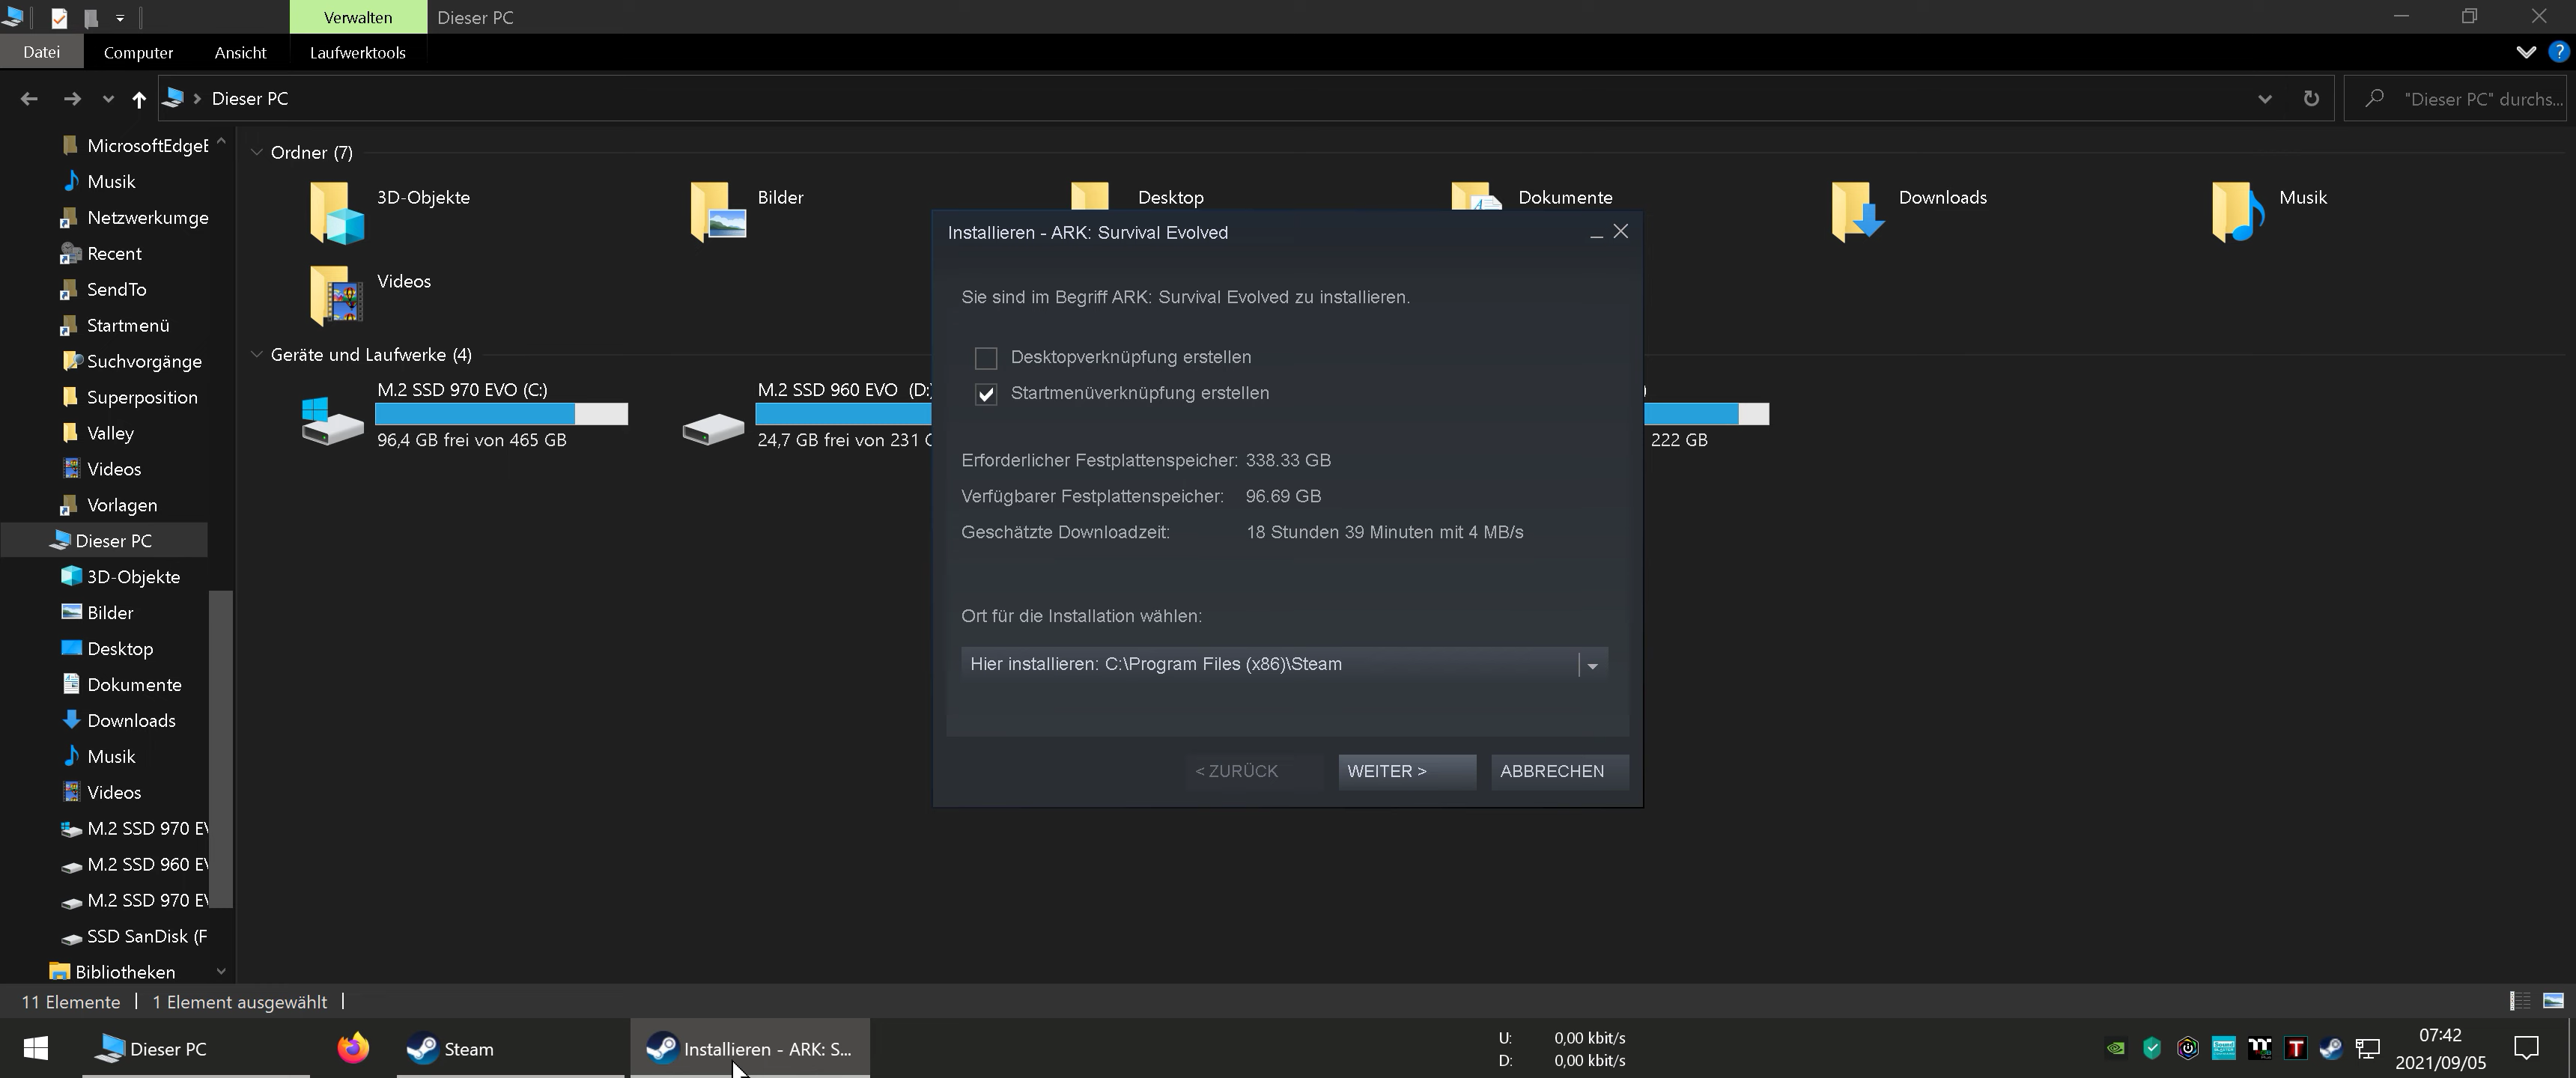 Verwalten
Dieser PC
Datei
Computer
Ansicht
Laufwerktools
Dieser PC
"Dieser PC" durchs...
MicrosoftEdgeE
Musik
Netzwerkumge
Recent
SendTo
Startmenü
Suchvorgänge
Superposition
Valley
Videos
Vorlagen
Dieser PC
3D-Objekte
Bilder
Desktop
Dokumente
Downloads
Musik
Videos
M.2 SSD 970 EV
M.2 SSD 960 EV
M.2 SSD 970 EV
SSD SanDisk (F
Bibliotheken
Ordner (7)
3D-Objekte
Bilder
Desktop
Dokumente
Downloads
Musik
Videos
Geräte und Laufwerke (4)
M.2 SSD 970 EVO (C:)
96,4 GB frei von 465 GB
M.2 SSD 960 EVO (D:)
24,7 GB frei von 231 G
)
222 GB
Installieren - ARK: Survival Evolved
Sie sind im Begriff ARK: Survival Evolved zu installieren.
Desktopverknüpfung erstellen
Startmenüverknüpfung erstellen
Erforderlicher Festplattenspeicher: 338.33 GB
Verfügbarer Festplattenspeicher: 96.69 GB
Geschätzte Downloadzeit: 18 Stunden 39 Minuten mit 4 MB/s
Ort für die Installation wählen:
Hier installieren: C:\Program Files (x86)\Steam
< ZURÜCK
WEITER >
ABBRECHEN
11 Elemente
1 Element ausgewählt
Dieser PC
Steam
Installieren - ARK: S...
U: 0,00 kbit/s
D: 0,00 kbit/s
07:42
2021/09/05